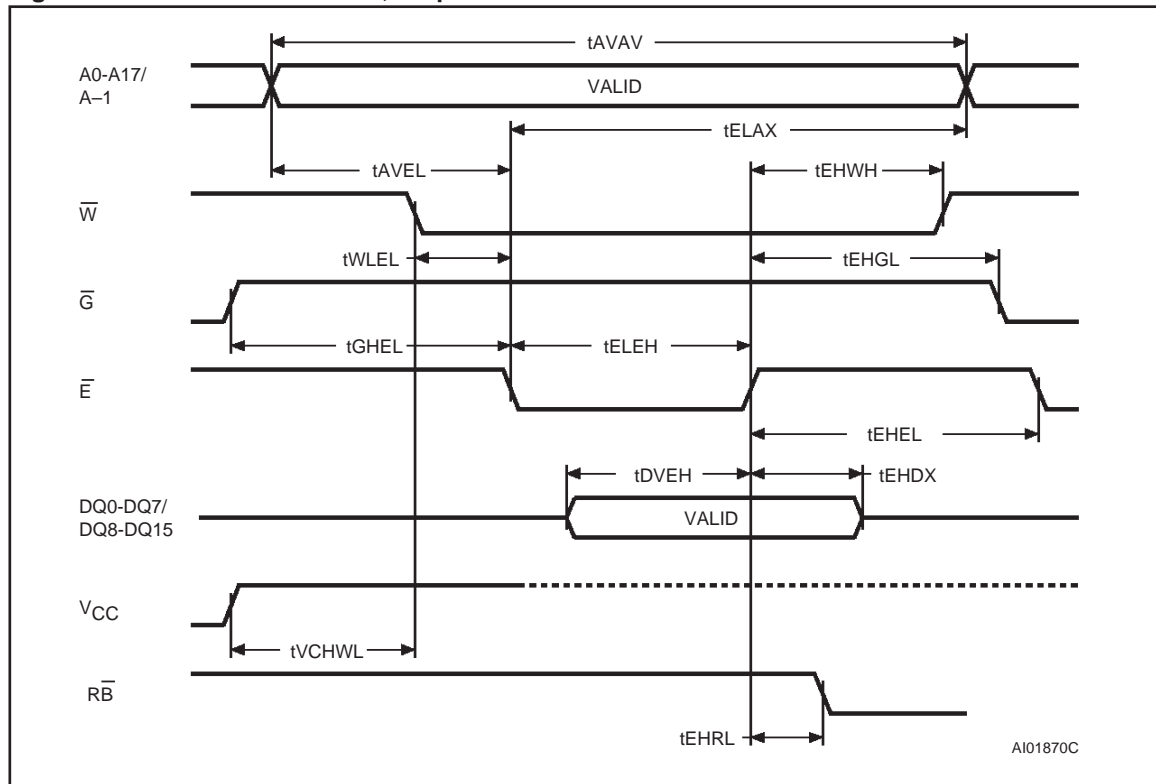 tAVAV
A0-A17/
A–1
VALID
tELAX
tAVEL
tEHWH
W̅
tWLEL
tEHGL
G̅
tGHEL
tELEH
E̅
tEHEL
tDVEH
tEHDX
DQ0-DQ7/
DQ8-DQ15
VALID
VCC
tVCHWL
RB̅
tEHRL
AI01870C